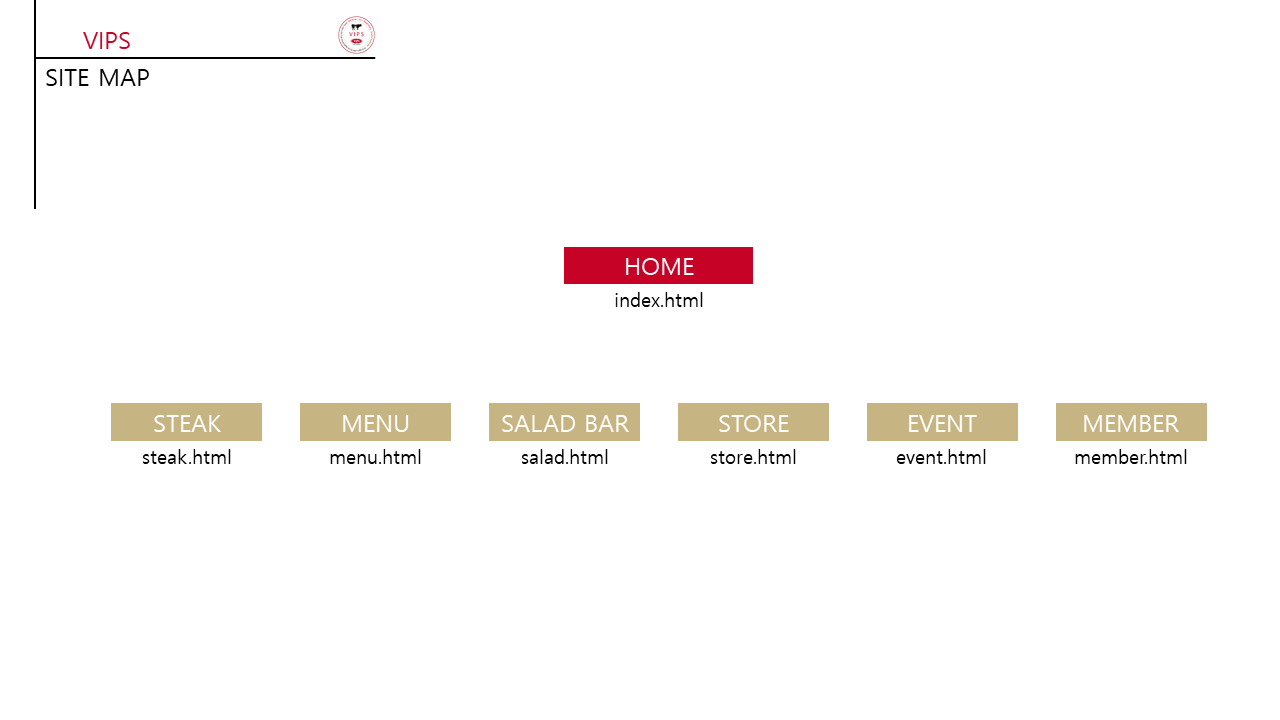 VIPS
VIPS
SITE MAP
HOME
index.html
STEAK MENU SALAD BAR STORE EVENT MEMBER
steak.html menu.html salad.html store.html event.html member.html